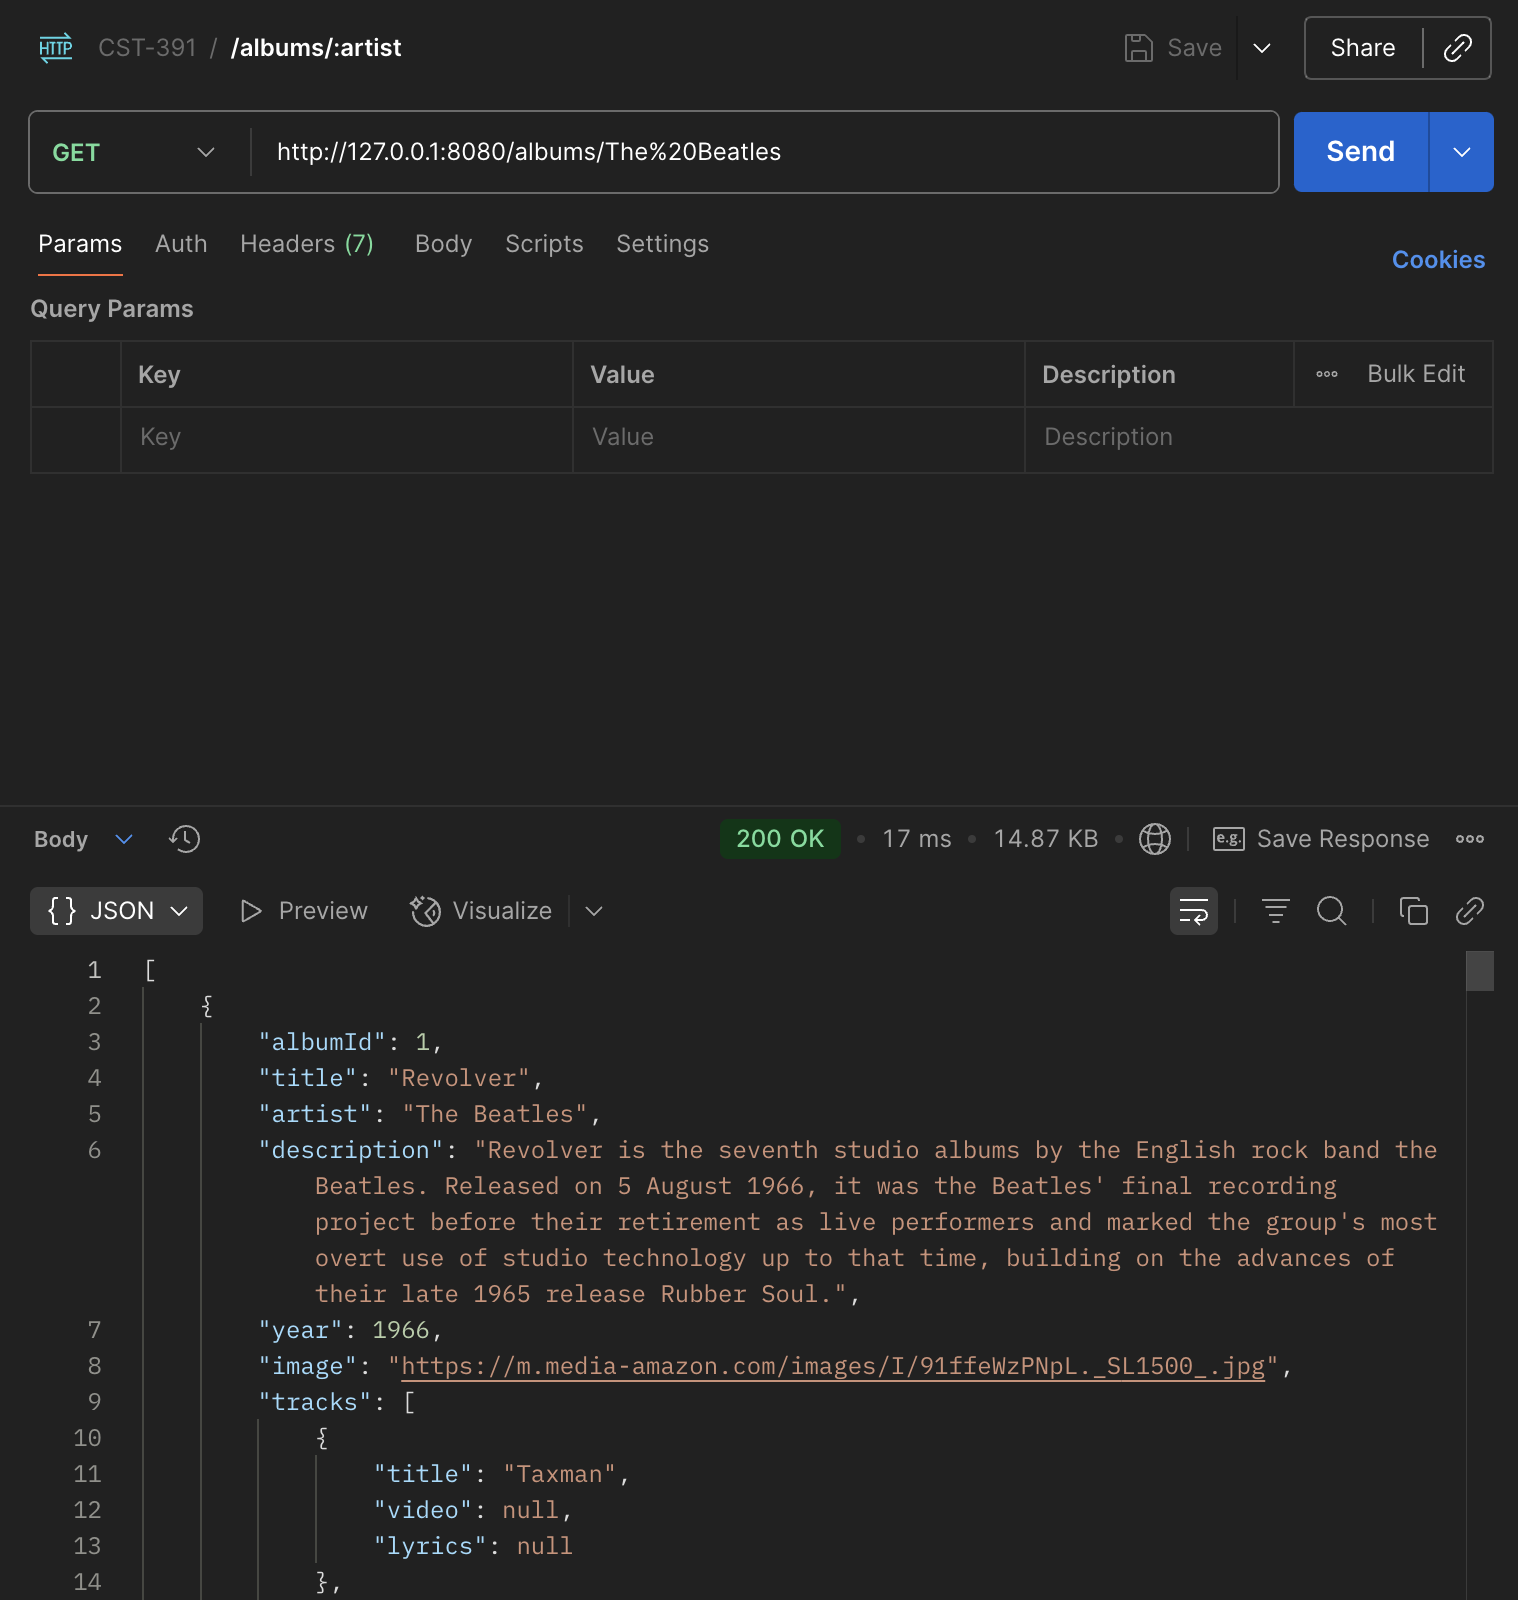 HTTP CST-391 / /albums/:artist Save Share
GET http://127.0.0.1:8080/albums/The%20Beatles Send
Params Auth Headers (7) Body Scripts Settings Cookies
Query Params
Key Value Description Bulk Edit
Key Value Description
Body 200 OK • 17 ms • 14.87 KB • e.g. Save Response
{} JSON Preview Visualize
1 [
2 {
3 "albumId": 1,
4 "title": "Revolver",
5 "artist": "The Beatles",
6 "description": "Revolver is the seventh studio albums by the English rock band the
Beatles. Released on 5 August 1966, it was the Beatles' final recording
project before their retirement as live performers and marked the group's most
overt use of studio technology up to that time, building on the advances of
their late 1965 release Rubber Soul.",
7 "year": 1966,
8 "image": "https://m.media-amazon.com/images/I/91ffeWzPNpL._SL1500_.jpg",
9 "tracks": [
10 {
11 "title": "Taxman",
12 "video": null,
13 "lyrics": null
14 },